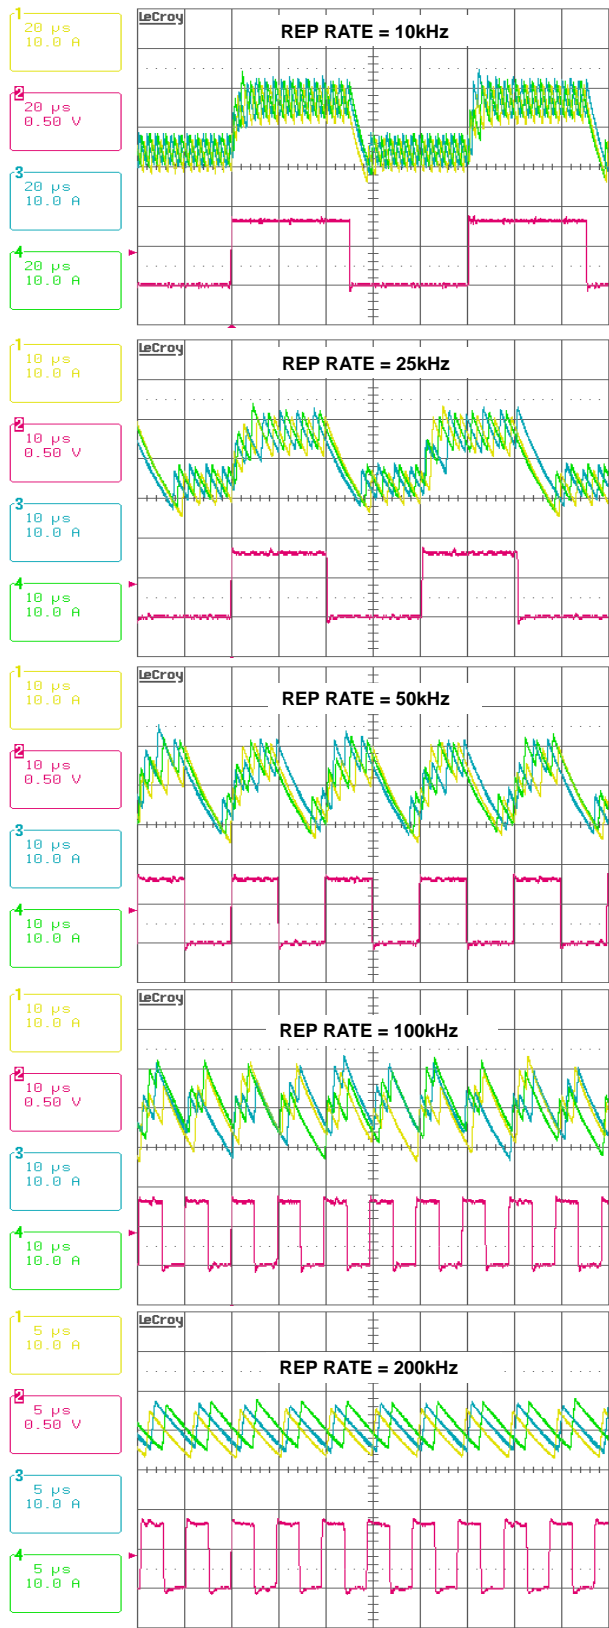 LeCroy
REP RATE = 10kHz
1
20 µs
10.0 A
2
20 µs
0.50 V
3
20 µs
10.0 A
4
20 µs
10.0 A
LeCroy
REP RATE = 25kHz
1
10 µs
10.0 A
2
10 µs
0.50 V
3
10 µs
10.0 A
4
10 µs
10.0 A
LeCroy
REP RATE = 50kHz
1
10 µs
10.0 A
2
10 µs
0.50 V
3
10 µs
10.0 A
4
10 µs
10.0 A
LeCroy
REP RATE = 100kHz
1
10 µs
10.0 A
2
10 µs
0.50 V
3
10 µs
10.0 A
4
10 µs
10.0 A
LeCroy
REP RATE = 200kHz
1
5 µs
10.0 A
2
5 µs
0.50 V
3
5 µs
10.0 A
4
5 µs
10.0 A